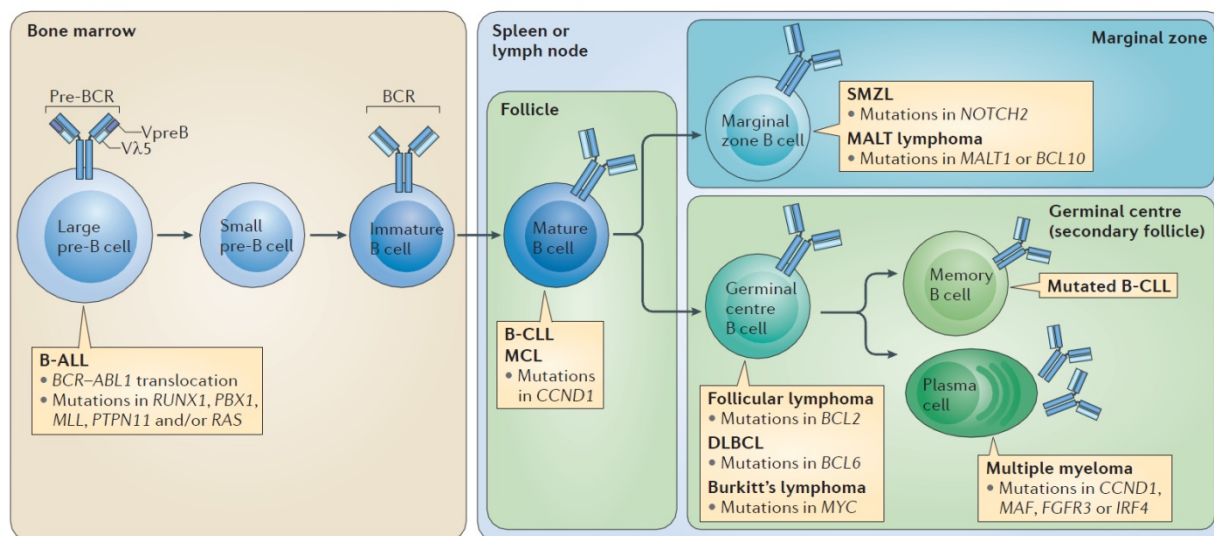 Bone marrow
Pre-BCR
VpreB
Vλ5
BCR
Large
pre-B cell
Small
pre-B cell
Immature
B cell
B-ALL
• BCR–ABL1 translocation
• Mutations in RUNX1, PBX1,
MLL, PTPN11 and/or RAS
Spleen or
lymph node
Follicle
Mature
B cell
B-CLL
MCL
• Mutations
in CCND1
Marginal zone
Marginal
zone B cell
SMZL
• Mutations in NOTCH2
MALT lymphoma
• Mutations in MALT1 or BCL10
Germinal centre
(secondary follicle)
Germinal
centre
B cell
Memory
B cell
Mutated B-CLL
Plasma
cell
Follicular lymphoma
• Mutations in BCL2
DLBCL
• Mutations in BCL6
Burkitt's lymphoma
• Mutations in MYC
Multiple myeloma
• Mutations in CCND1,
MAF, FGFR3 or IRF4